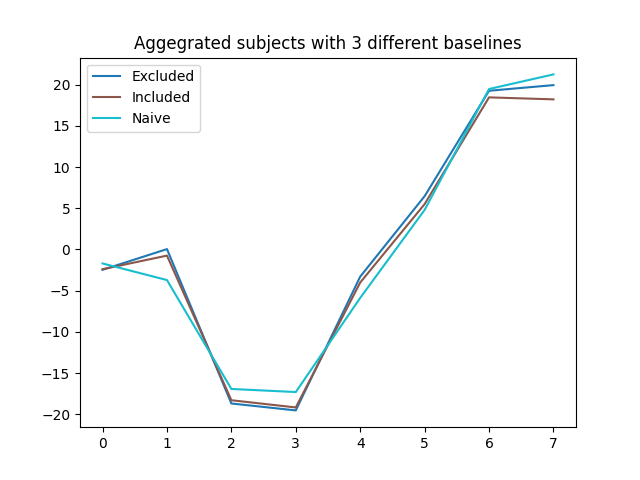 Aggegrated subjects with 3 different baselines
Excluded
Included
Naive
20
15
10
5
0
−5
−10
−15
−20
0 1 2 3 4 5 6 7